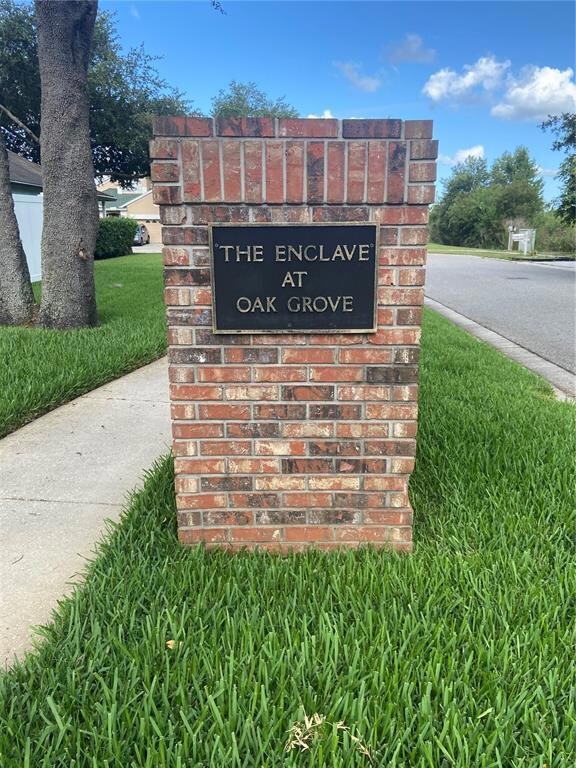 "THE ENCLAVE"
AT
OAK GROVE